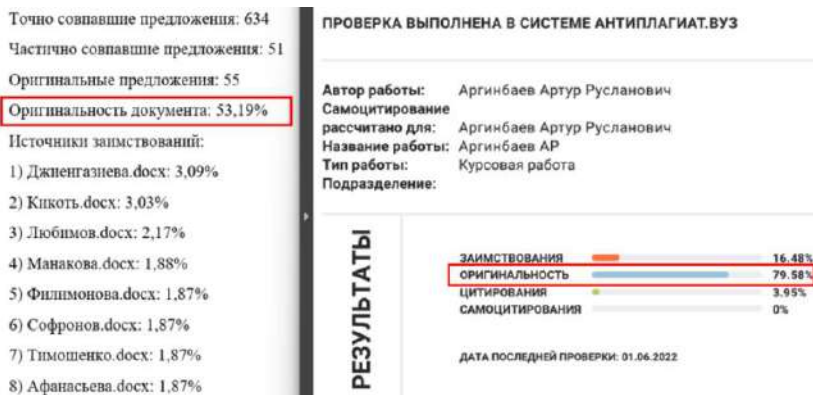 Точно совпавшие предложения: 634
Частично совпавшие предложения: 51
Оригинальные предложения: 55
Оригинальность документа: 53,19%
Источники заимствований:
1) Джиенгазиева.docx: 3,09%
2) Кикоть.docx: 3,03%
3) Любимов.docx: 2,17%
4) Манакова.docx: 1,88%
5) Филимонова.docx: 1,87%
6) Софронов.docx: 1,87%
7) Тимошенко.docx: 1,87%
8) Афанасьева.docx: 1,87%
ПРОВЕРКА ВЫПОЛНЕНА В СИСТЕМЕ АНТИПЛАГИАТ.ВУЗ
Автор работы: Аргинбаев Артур Русланович
Самоцитирование
рассчитано для: Аргинбаев Артур Русланович
Название работы: Аргинбаев АР
Тип работы: Курсовая работа
Подразделение:
РЕЗУЛЬТАТЫ
ЗАИМСТВОВАНИЯ 16.48%
ОРИГИНАЛЬНОСТЬ 79.58%
ЦИТИРОВАНИЯ 3.95%
САМОЦИТИРОВАНИЯ 0%
ДАТА ПОСЛЕДНЕЙ ПРОВЕРКИ: 01.06.2022